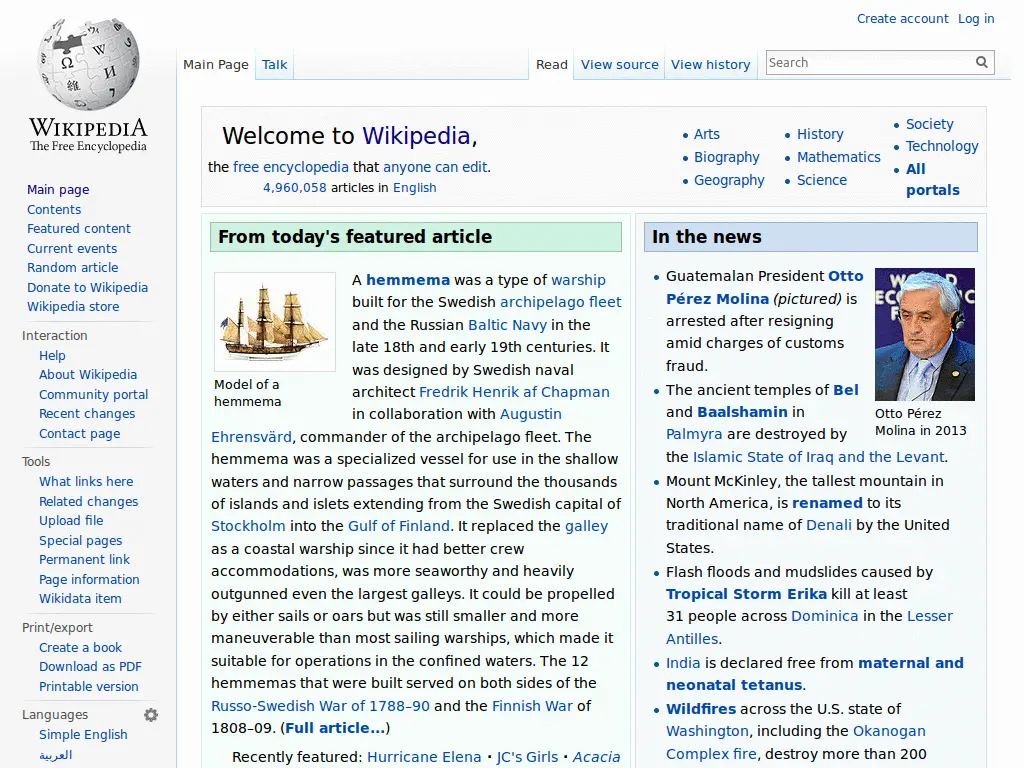 Create account Log in
Main Page Talk Read View source View history Search
WIKIPEDIA
The Free Encyclopedia
Main page
Contents
Featured content
Current events
Random article
Donate to Wikipedia
Wikipedia store
Interaction
Help
About Wikipedia
Community portal
Recent changes
Contact page
Tools
What links here
Related changes
Upload file
Special pages
Permanent link
Page information
Wikidata item
Print/export
Create a book
Download as PDF
Printable version
Languages
Simple English
العربية
Welcome to Wikipedia,
the free encyclopedia that anyone can edit.
4,960,058 articles in English
Arts
Biography
Geography
History
Mathematics
Science
Society
Technology
All
portals
From today's featured article
Model of a
hemmema
A hemmema was a type of warship
built for the Swedish archipelago fleet
and the Russian Baltic Navy in the
late 18th and early 19th centuries. It
was designed by Swedish naval
architect Fredrik Henrik af Chapman
in collaboration with Augustin
Ehrensvärd, commander of the archipelago fleet. The
hemmema was a specialized vessel for use in the shallow
waters and narrow passages that surround the thousands
of islands and islets extending from the Swedish capital of
Stockholm into the Gulf of Finland. It replaced the galley
as a coastal warship since it had better crew
accommodations, was more seaworthy and heavily
outgunned even the largest galleys. It could be propelled
by either sails or oars but was still smaller and more
maneuverable than most sailing warships, which made it
suitable for operations in the confined waters. The 12
hemmemas that were built served on both sides of the
Russo-Swedish War of 1788–90 and the Finnish War of
1808–09. (Full article...)
Recently featured: Hurricane Elena · JC's Girls · Acacia
In the news
Guatemalan President Otto
Pérez Molina (pictured) is
arrested after resigning
amid charges of customs
fraud.
Otto Pérez
Molina in 2013
The ancient temples of Bel
and Baalshamin in
Palmyra are destroyed by
the Islamic State of Iraq and the Levant.
Mount McKinley, the tallest mountain in
North America, is renamed to its
traditional name of Denali by the United
States.
Flash floods and mudslides caused by
Tropical Storm Erika kill at least
31 people across Dominica in the Lesser
Antilles.
India is declared free from maternal and
neonatal tetanus.
Wildfires across the U.S. state of
Washington, including the Okanogan
Complex fire, destroy more than 200